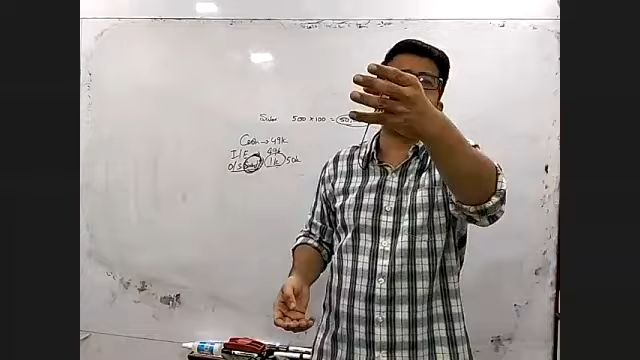 Sales 500 × 100 = 50
Cash → 49k
I/F 49k
O/S 1k 50k